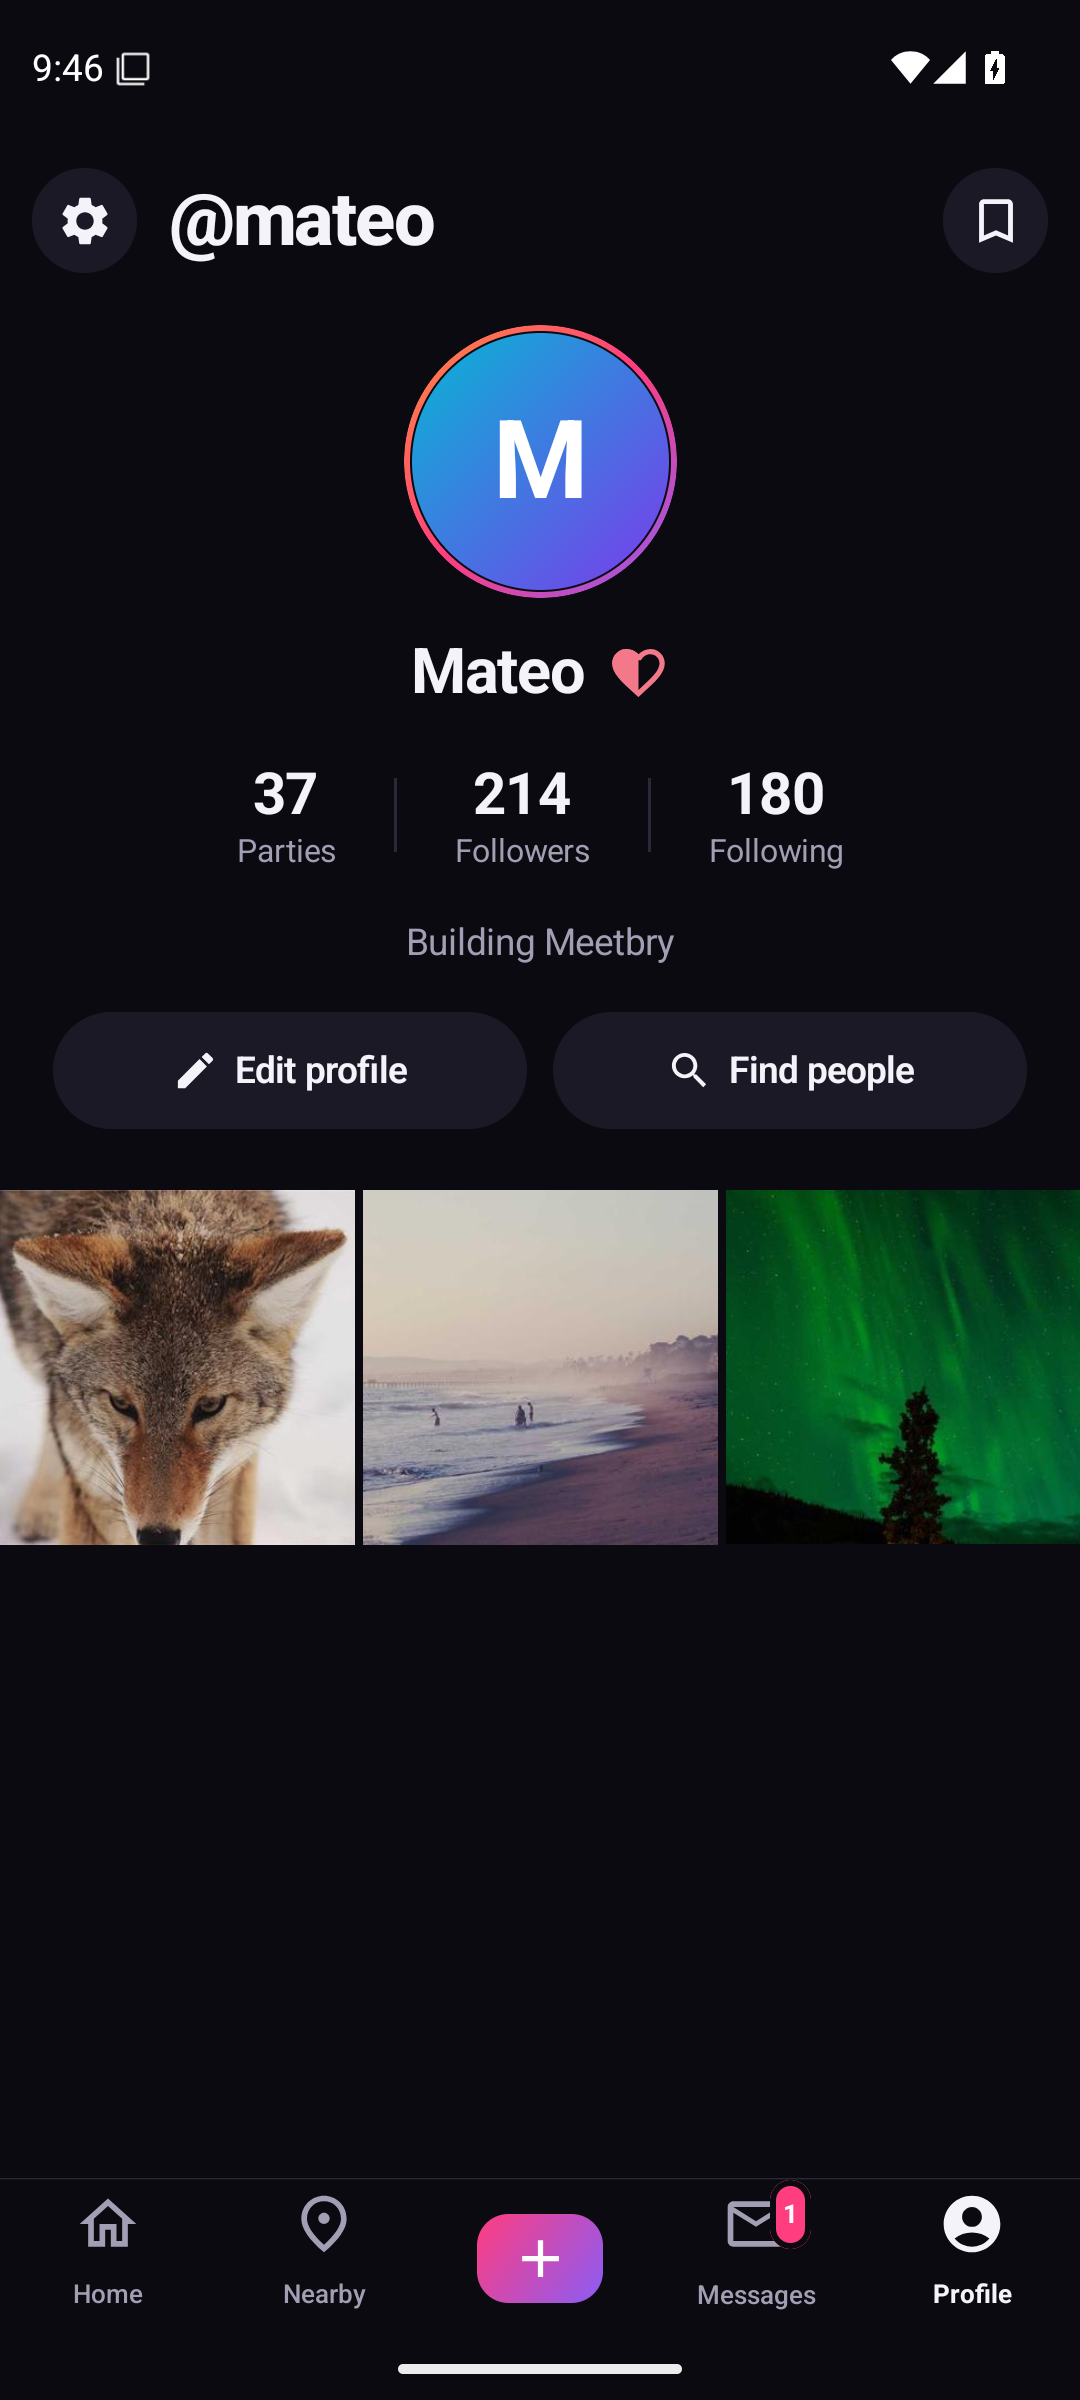 9:46
@mateo
M
Mateo
37 214 180
Parties Followers Following
Building Meetbry
Edit profile Find people
1
Home Nearby Messages Profile